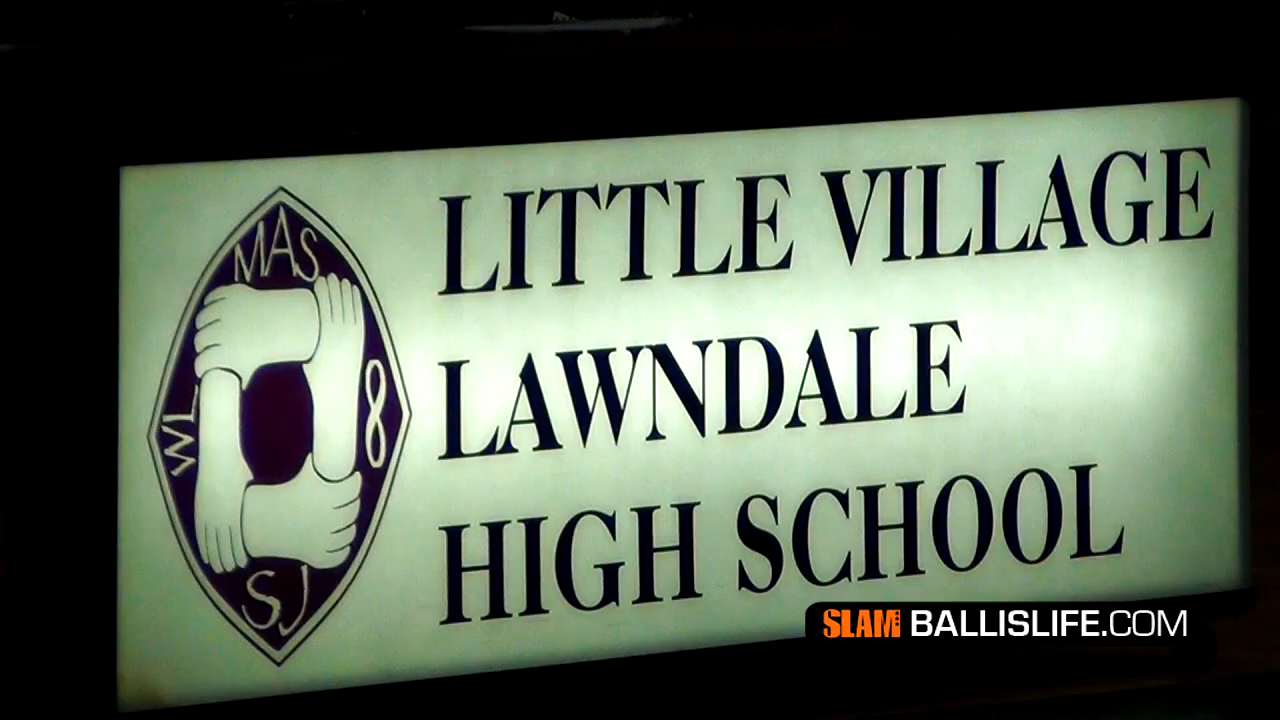 LITTLE VILLAGE
LAWNDALE
HIGH SCHOOL
MAS
WL
8
SJ
SLAM BALLISLIFE.COM